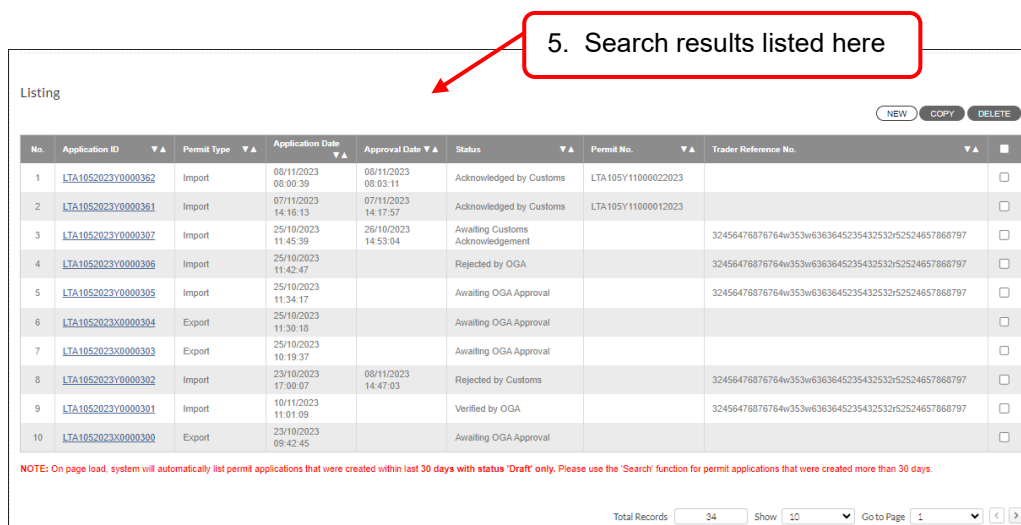 5. Search results listed here
Listing
NEW COPY DELETE
No. Application ID ▼▲ Permit Type ▼▲ Application Date ▼▲ Approval Date ▼▲ Status ▼▲ Permit No. ▼▲ Trader Reference No. ▼▲
1 LTA1052023Y0000362 Import 08/11/2023 08:00:39 08/11/2023 08:03:11 Acknowledged by Customs LTA105Y11000022023
2 LTA1052023Y0000361 Import 07/11/2023 14:16:13 07/11/2023 14:17:57 Acknowledged by Customs LTA105Y11000012023
3 LTA1052023Y0000307 Import 25/10/2023 11:45:39 26/10/2023 14:53:04 Awaiting Customs Acknowledgement 32456476876764w353w6363645235432532r52524657868797
4 LTA1052023Y0000306 Import 25/10/2023 11:42:47 Rejected by OGA 32456476876764w353w6363645235432532r52524657868797
5 LTA1052023Y0000305 Import 25/10/2023 11:34:17 Awaiting OGA Approval 32456476876764w353w6363645235432532r52524657868797
6 LTA1052023X0000304 Export 25/10/2023 11:30:18 Awaiting OGA Approval
7 LTA1052023X0000303 Export 25/10/2023 10:19:37 Awaiting OGA Approval
8 LTA1052023Y0000302 Import 23/10/2023 17:00:07 08/11/2023 14:47:03 Rejected by Customs 32456476876764w353w6363645235432532r52524657868797
9 LTA1052023Y0000301 Import 10/11/2023 11:01:09 Verified by OGA 32456476876764w353w6363645235432532r52524657868797
10 LTA1052023X0000300 Export 23/10/2023 09:42:45 Awaiting OGA Approval
NOTE: On page load, system will automatically list permit applications that were created within last 30 days with status 'Draft' only. Please use the 'Search' function for permit applications that were created more than 30 days.
Total Records 34 Show 10 Go to Page 1 < >